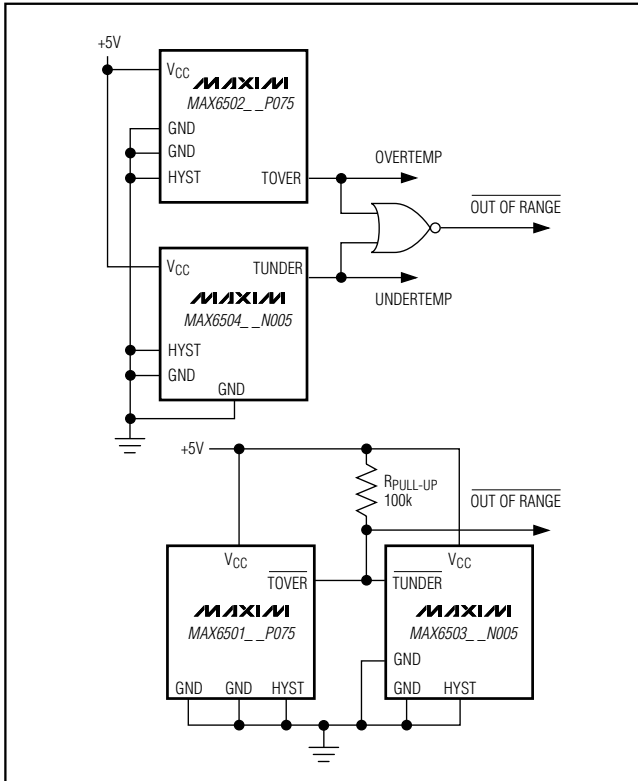 +5V
VCC
MAXIM
MAX6502_ _P075
GND
GND
HYST
TOVER
OVERTEMP
OUT OF RANGE
VCC
TUNDER
MAXIM
MAX6504_ _N005
UNDERTEMP
HYST
GND
GND
+5V
RPULL-UP
100k
OUT OF RANGE
VCC
TOVER
MAXIM
MAX6501_ _P075
GND GND HYST
VCC
TUNDER
MAXIM
MAX6503_ _N005
GND
GND HYST